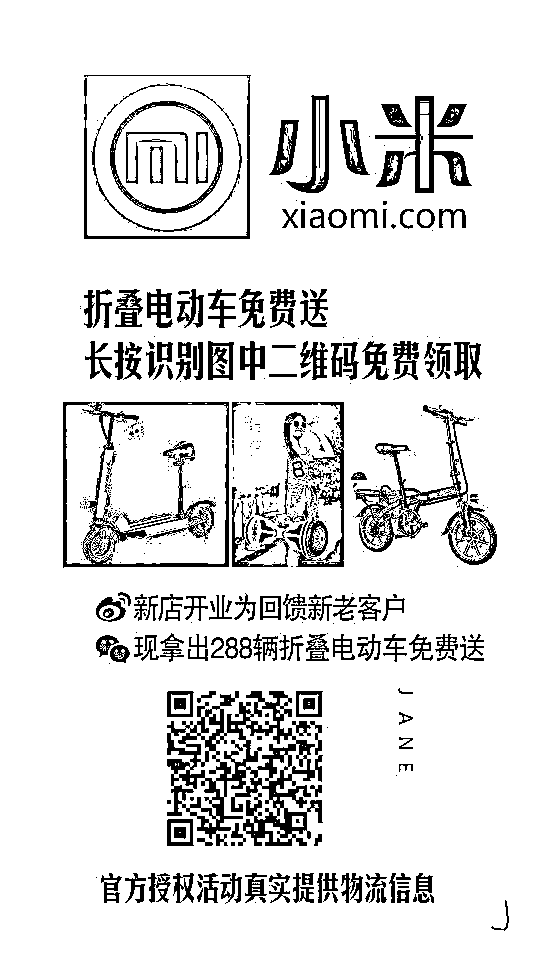 mi
小米
xiaomi.com
折叠电动车免费送
长按识别图中二维码免费领取
新店开业为回馈新老客户
现拿出288辆折叠电动车免费送
JANE
官方授权活动真实提供物流信息
J